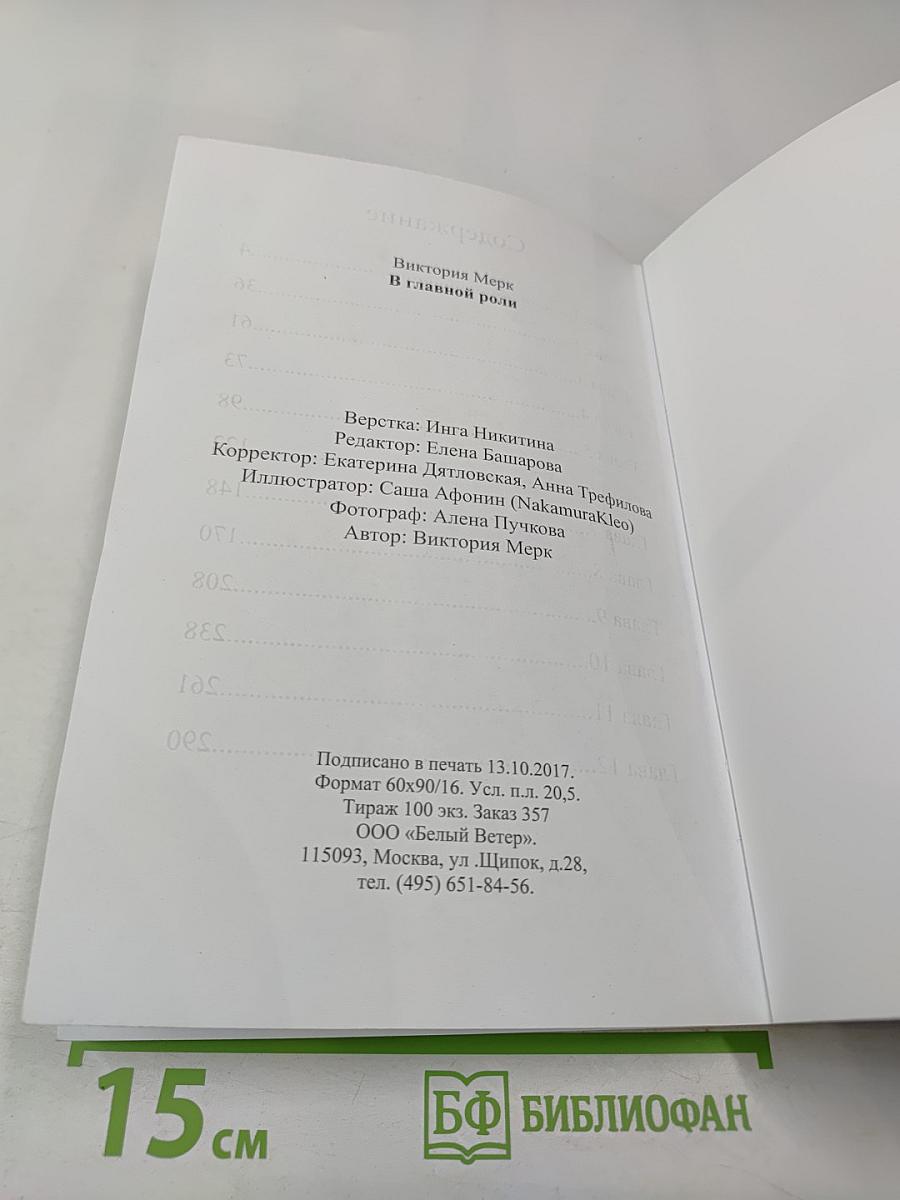 Виктория Мерк
В главной роли
Верстка: Инга Никитина
Редактор: Елена Башарова
Корректор: Екатерина Дятловская, Анна Трефилова
Иллюстратор: Саша Афонин (NakamuraKleo)
Фотограф: Алена Пучкова
Автор: Виктория Мерк
Подписано в печать 13.10.2017.
Формат 60х90/16. Усл. п.л. 20,5.
Тираж 100 экз. Заказ 357
ООО «Белый Ветер».
115093, Москва, ул .Щипок, д.28,
тел. (495) 651-84-56.
15 см
БФ БИБЛИОФАН